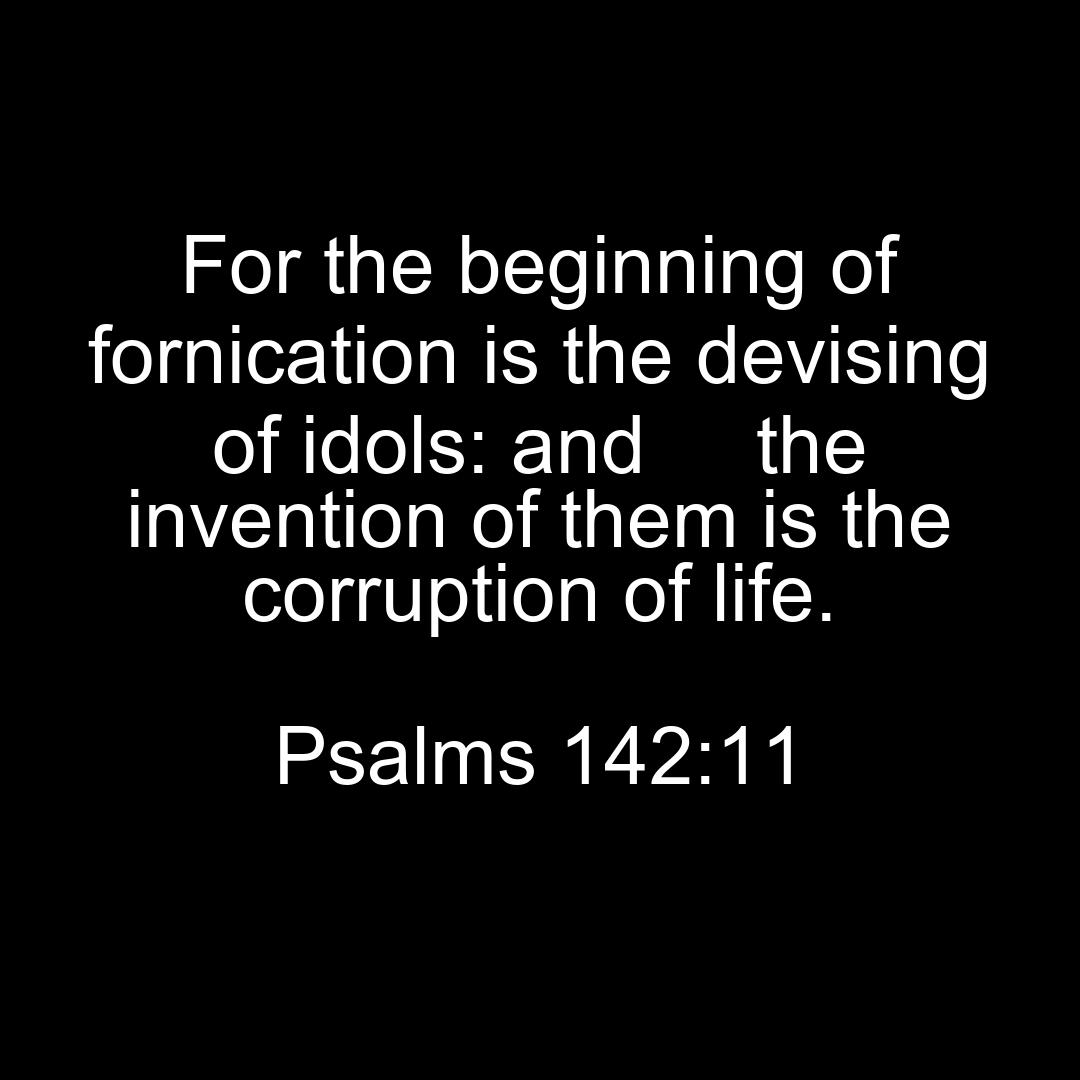 For the beginning of
fornication is the devising
of idols: and     the
invention of them is the
corruption of life.
Psalms 142:11